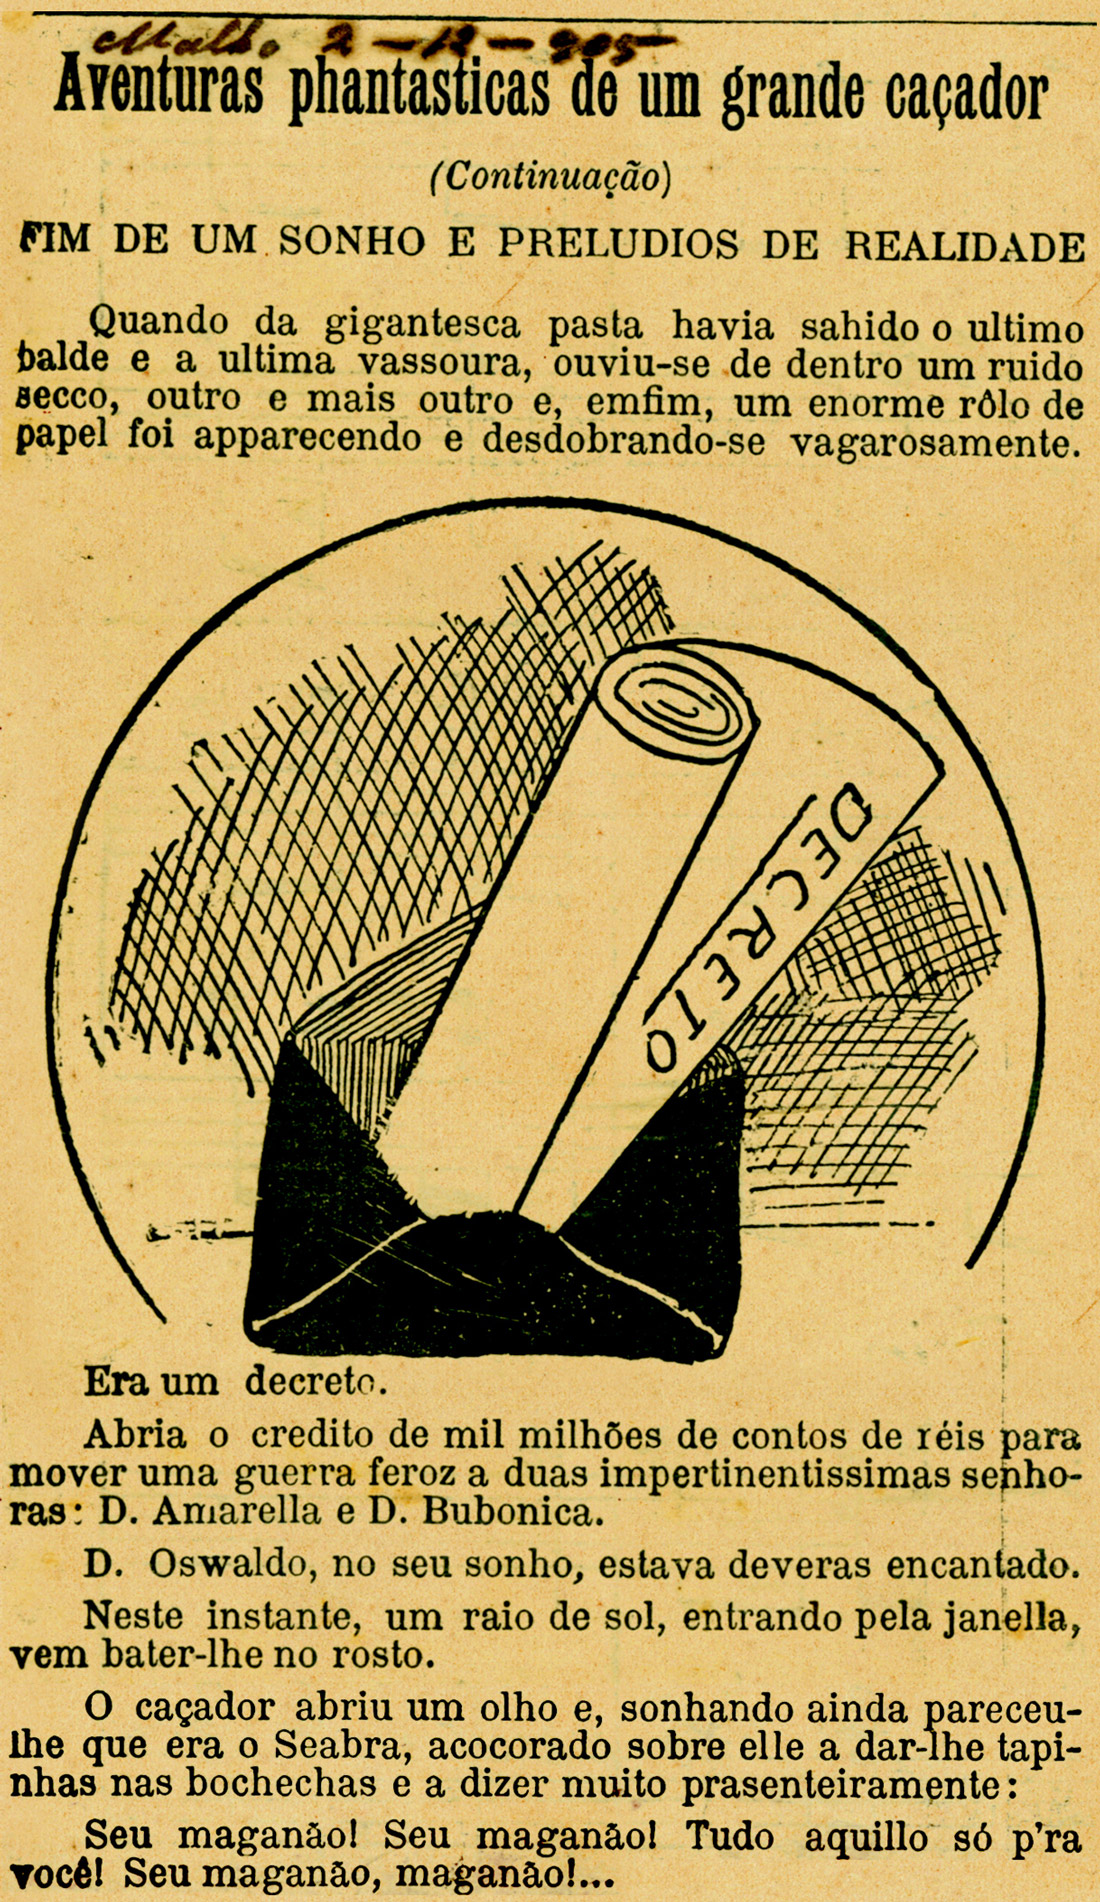 Malho 2-12-905
Aventuras phantasticas de um grande caçador
(Continuação)
FIM DE UM SONHO E PRELUDIOS DE REALIDADE
Quando da gigantesca pasta havia sahido o ultimo
balde e a ultima vassoura, ouviu-se de dentro um ruido
secco, outro e mais outro e, emfim, um enorme rôlo de
papel foi apparecendo e desdobrando-se vagarosamente.
DECRETO
Era um decreto.
Abria o credito de mil milhões de contos de réis para
mover uma guerra feroz a duas impertinentissimas senho-
ras: D. Amarella e D. Bubonica.
D. Oswaldo, no seu sonho, estava deveras encantado.
Neste instante, um raio de sol, entrando pela janella,
vem bater-lhe no rosto.
O caçador abriu um olho e, sonhando ainda pareceu-
lhe que era o Seabra, acocorado sobre elle a dar-lhe tapi-
nhas nas bochechas e a dizer muito prasenteiramente:
Seu maganão! Seu maganão! Tudo aquillo só p'ra
você! Seu maganão, maganão!...